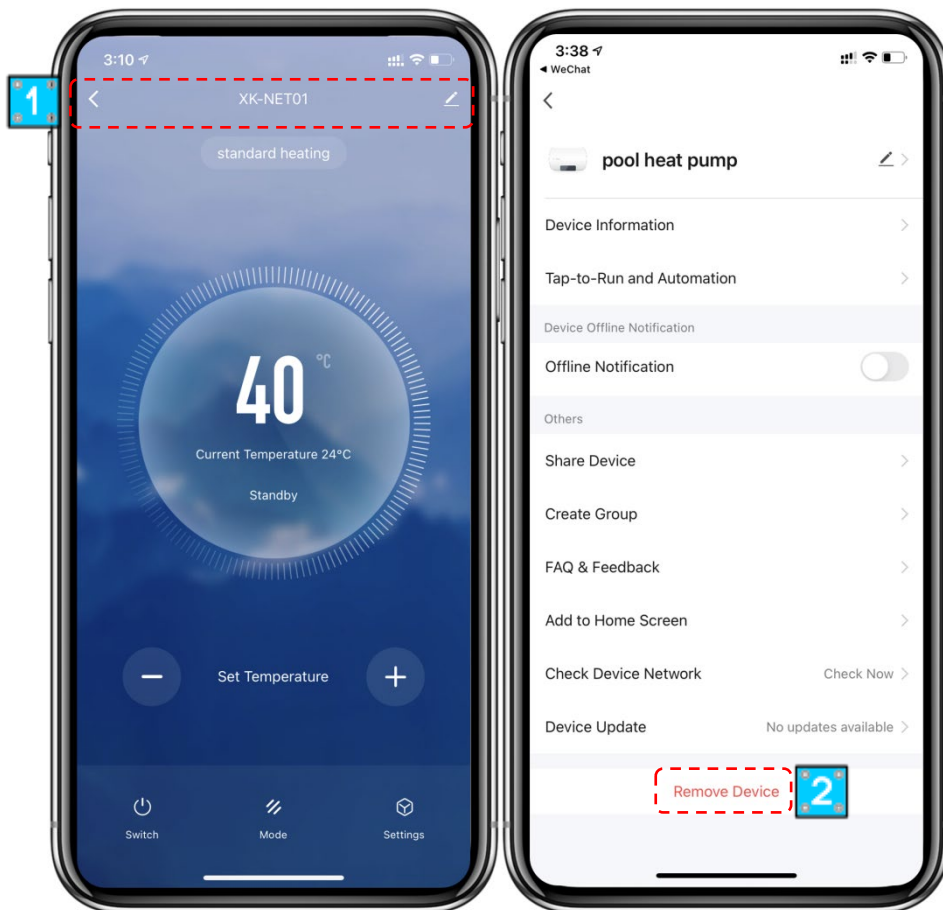 1
3:10
XK-NET01
standard heating
40 °C
Current Temperature 24°C
Standby
Set Temperature
Switch
Mode
Settings
3:38
WeChat
pool heat pump
Device Information
Tap-to-Run and Automation
Device Offline Notification
Offline Notification
Others
Share Device
Create Group
FAQ & Feedback
Add to Home Screen
Check Device Network Check Now
Device Update No updates available
Remove Device
2